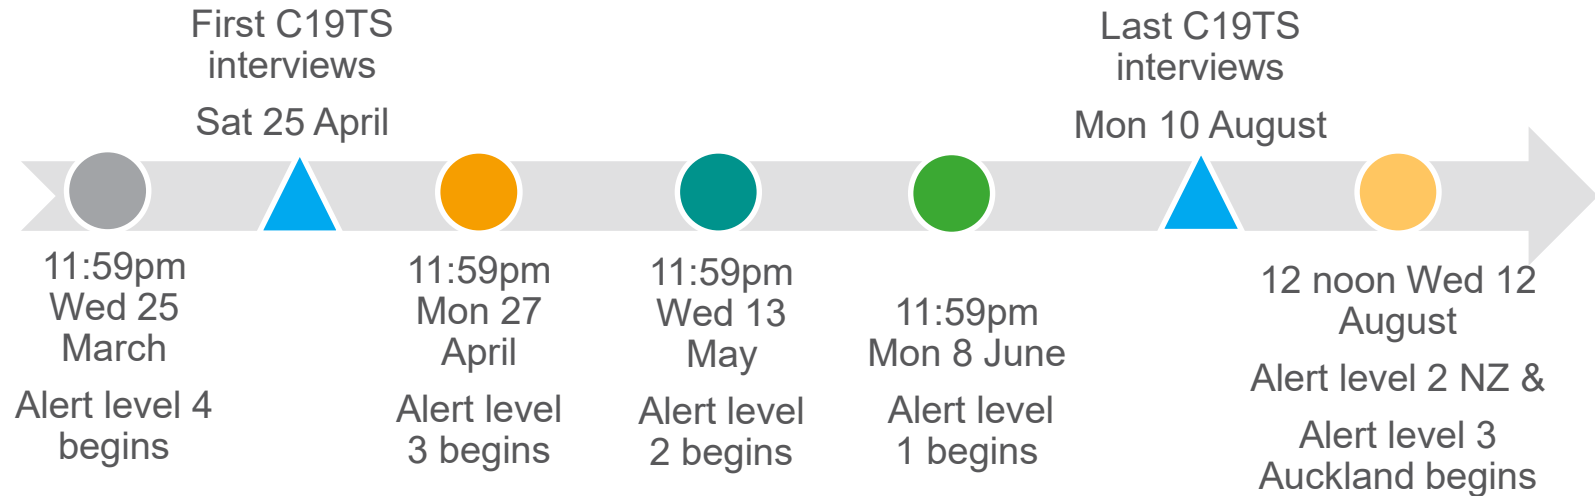 First C19TS
interviews
Sat 25 April
Last C19TS
interviews
Mon 10 August
11:59pm
Wed 25
March
Alert level 4
begins
11:59pm
Mon 27
April
Alert level
3 begins
11:59pm
Wed 13
May
Alert level
2 begins
11:59pm
Mon 8 June
Alert level
1 begins
12 noon Wed 12
August
Alert level 2 NZ &
Alert level 3
Auckland begins